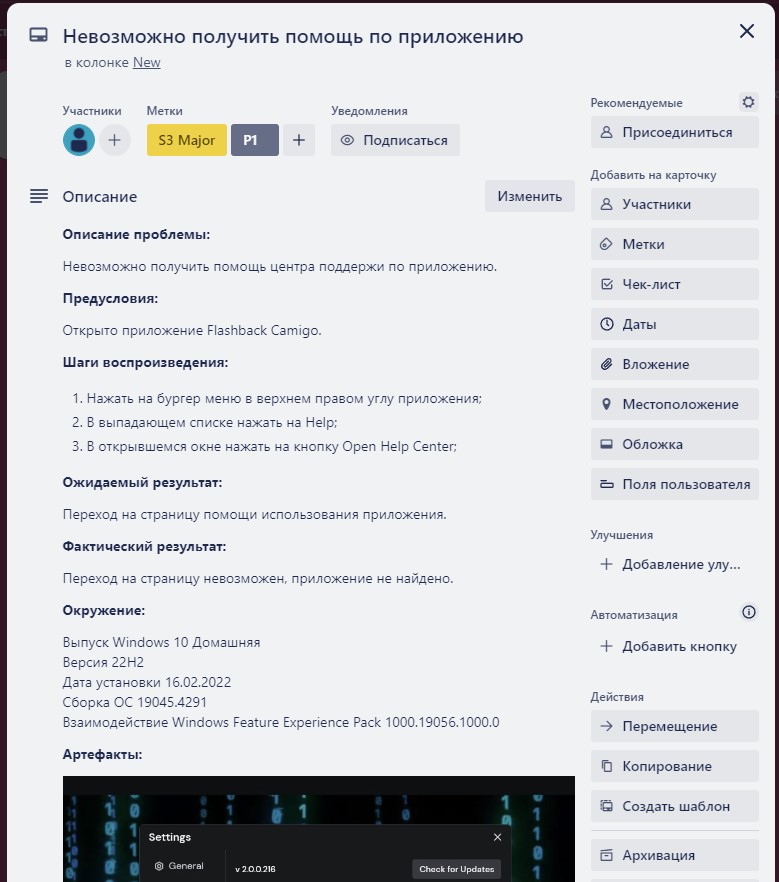 Невозможно получить помощь по приложению
в колонке New
Участники
Метки
Уведомления
S3 Major
P1
Подписаться
Описание
Изменить
Описание проблемы:
Невозможно получить помощь центра поддержи по приложению.
Предусловия:
Открыто приложение Flashback Camigo.
Шаги воспроизведения:
1. Нажать на бургер меню в верхнем правом углу приложения;
2. В выпадающем списке нажать на Help;
3. В открывшемся окне нажать на кнопку Open Help Center;
Ожидаемый результат:
Переход на страницу помощи использования приложения.
Фактический результат:
Переход на страницу невозможен, приложение не найдено.
Окружение:
Выпуск Windows 10 Домашняя
Версия 22H2
Дата установки 16.02.2022
Сборка ОС 19045.4291
Взаимодействие Windows Feature Experience Pack 1000.19056.1000.0
Артефакты:
Settings
General
v 2.0.0.216
Check for Updates
Рекомендуемые
Присоединиться
Добавить на карточку
Участники
Метки
Чек-лист
Даты
Вложение
Местоположение
Обложка
Поля пользователя
Улучшения
Добавление улу...
Автоматизация
Добавить кнопку
Действия
Перемещение
Копирование
Создать шаблон
Архивация